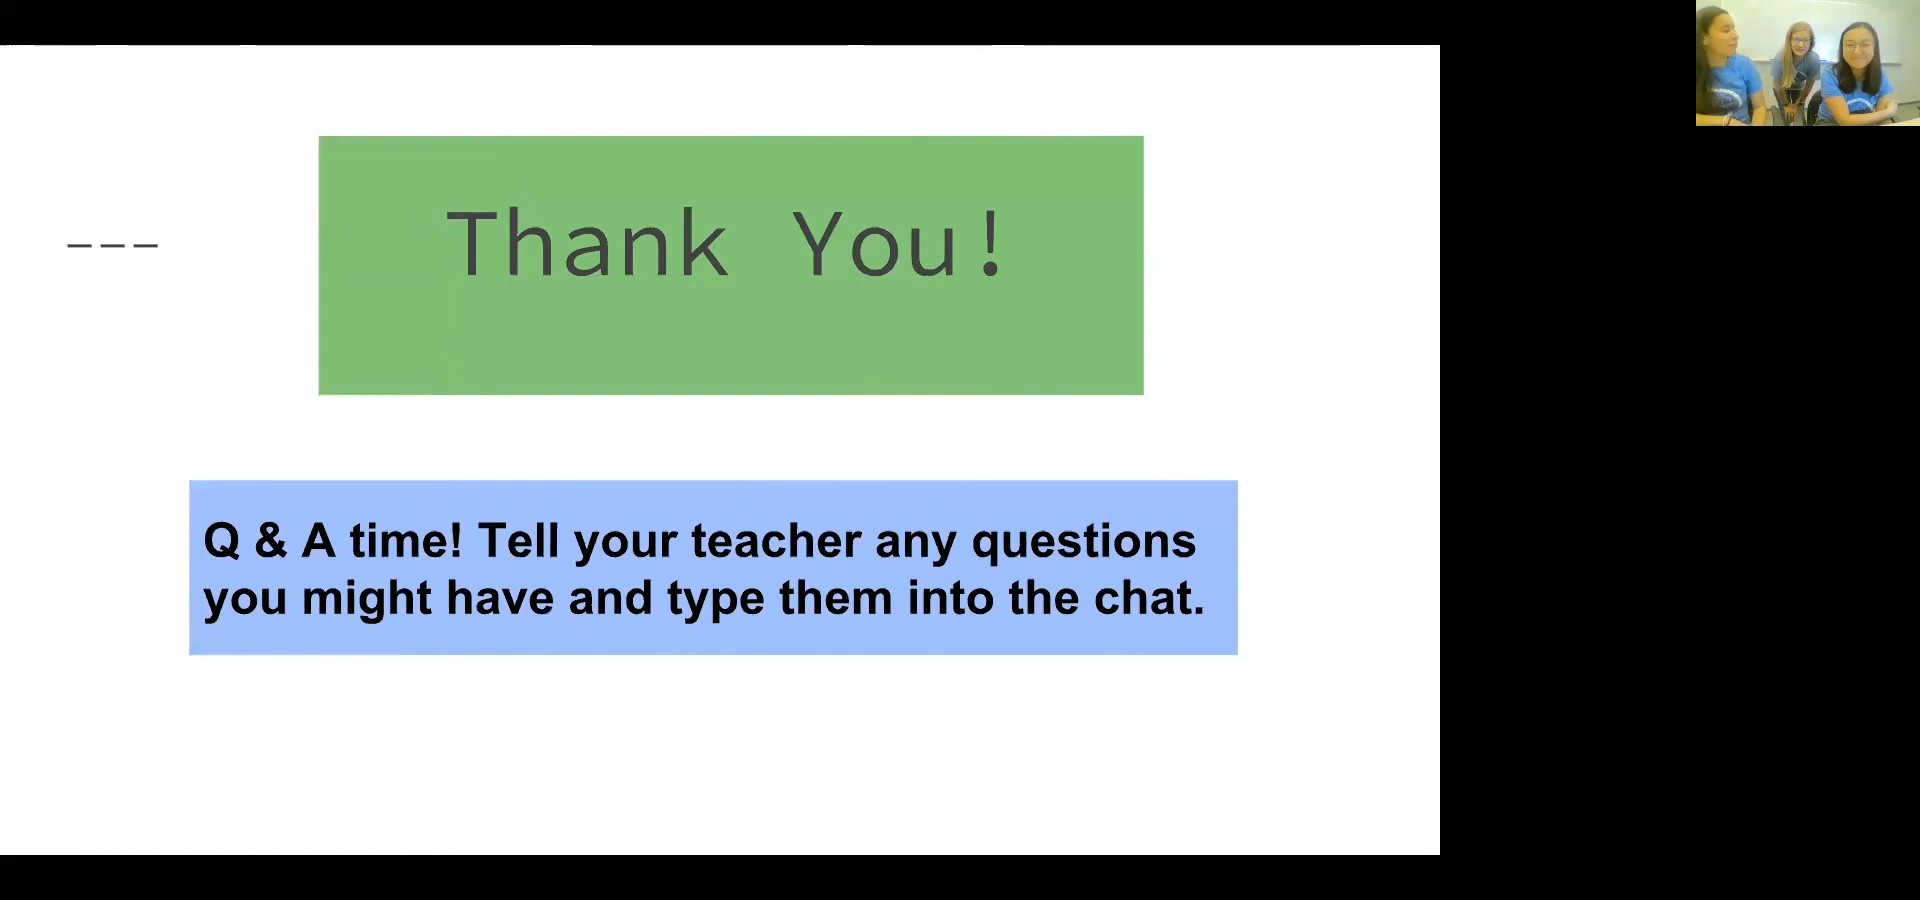 Thank You!
---
Q & A time! Tell your teacher any questions
you might have and type them into the chat.